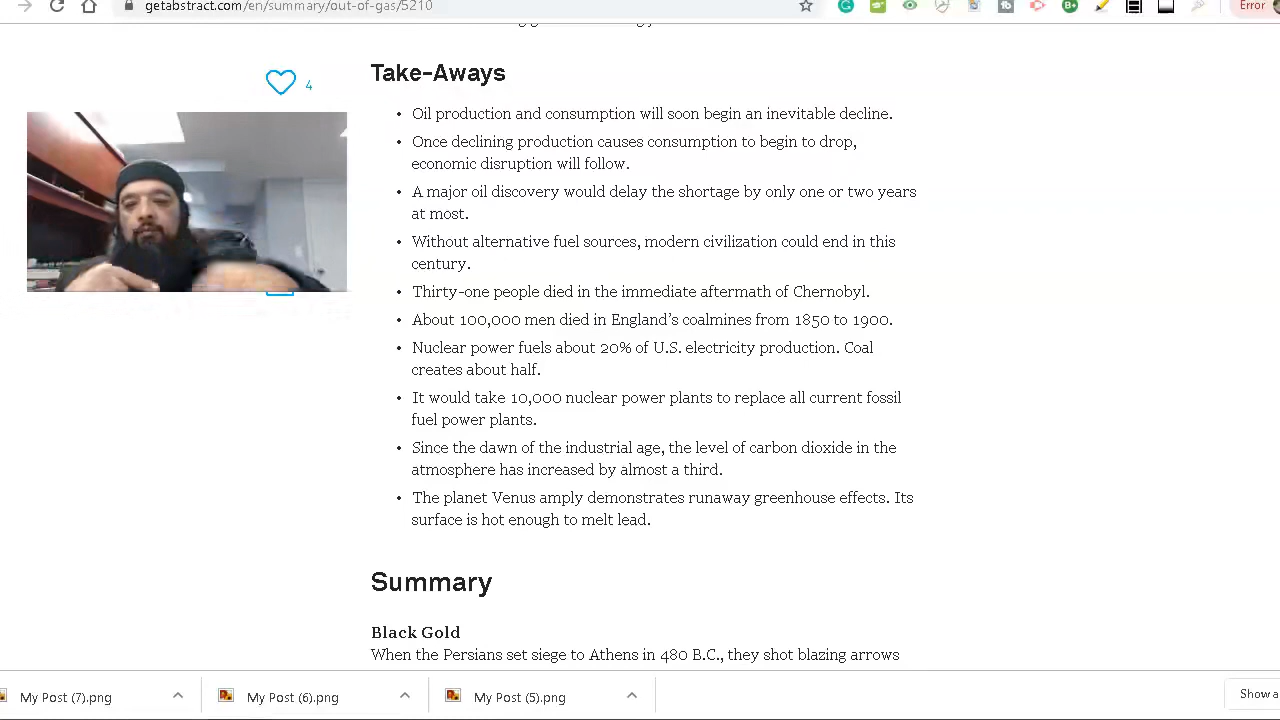 getabstract.com/en/summary/out-of-gas/5210
Error
4
Take-Aways
• Oil production and consumption will soon begin an inevitable decline.
• Once declining production causes consumption to begin to drop,
economic disruption will follow.
• A major oil discovery would delay the shortage by only one or two years
at most.
• Without alternative fuel sources, modern civilization could end in this
century.
• Thirty-one people died in the immediate aftermath of Chernobyl.
• About 100,000 men died in England's coalmines from 1850 to 1900.
• Nuclear power fuels about 20% of U.S. electricity production. Coal
creates about half.
• It would take 10,000 nuclear power plants to replace all current fossil
fuel power plants.
• Since the dawn of the industrial age, the level of carbon dioxide in the
atmosphere has increased by almost a third.
• The planet Venus amply demonstrates runaway greenhouse effects. Its
surface is hot enough to melt lead.
Summary
Black Gold
When the Persians set siege to Athens in 480 B.C., they shot blazing arrows
My Post (7).png
My Post (6).png
My Post (5).png
Show a